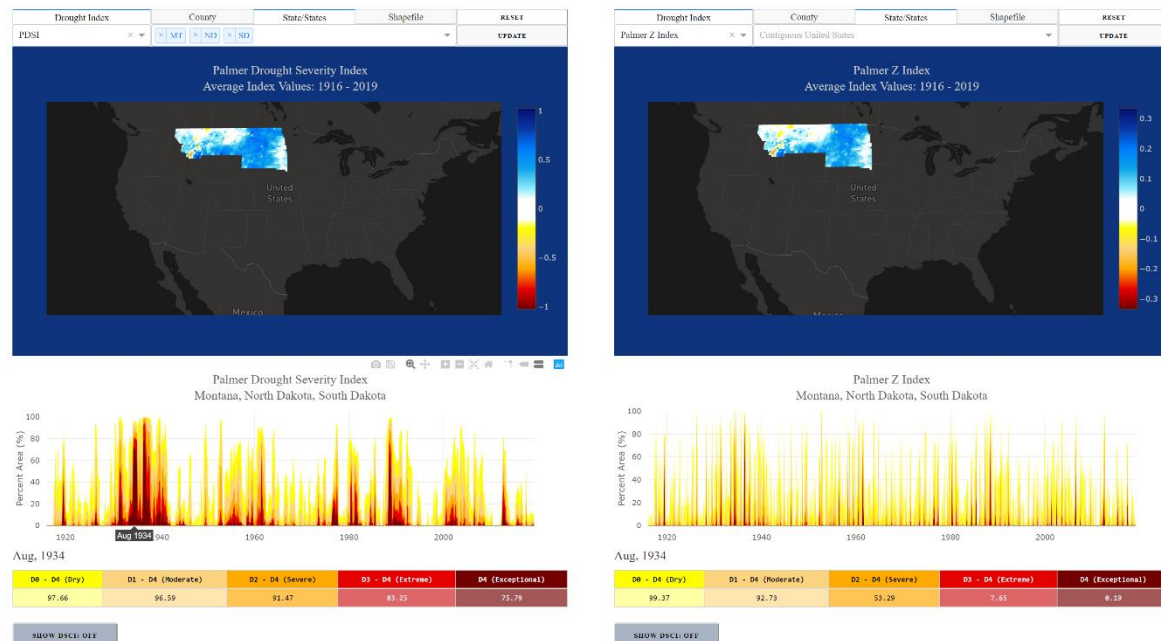 Drought Index County State/States Shapefile RESET
PDSI × MT × ND × SD UPDATE
Palmer Drought Severity Index
Average Index Values: 1916 - 2019
United
States
Mexico
1
0.5
0
−0.5
−1
Palmer Drought Severity Index
Montana, North Dakota, South Dakota
Percent Area (%)
100
80
60
40
20
0
1920 Aug 1934 940 1960 1980 2000
Aug, 1934
D0 - D4 (Dry) D1 - D4 (Moderate) D2 - D4 (Severe) D3 - D4 (Extreme) D4 (Exceptional)
97.66 96.59 91.47 83.25 75.79
SHOW DSCI: OFF
Drought Index County State/States Shapefile RESET
Palmer Z Index × Contiguous United States UPDATE
Palmer Z Index
Average Index Values: 1916 - 2019
United
States
0.3
0.2
0.1
0
−0.1
−0.2
−0.3
Palmer Z Index
Montana, North Dakota, South Dakota
Percent Area (%)
100
80
60
40
20
0
1920 1940 1960 1980 2000
Aug, 1934
D0 - D4 (Dry) D1 - D4 (Moderate) D2 - D4 (Severe) D3 - D4 (Extreme) D4 (Exceptional)
99.37 92.73 53.29 7.65 0.19
SHOW DSCI: OFF